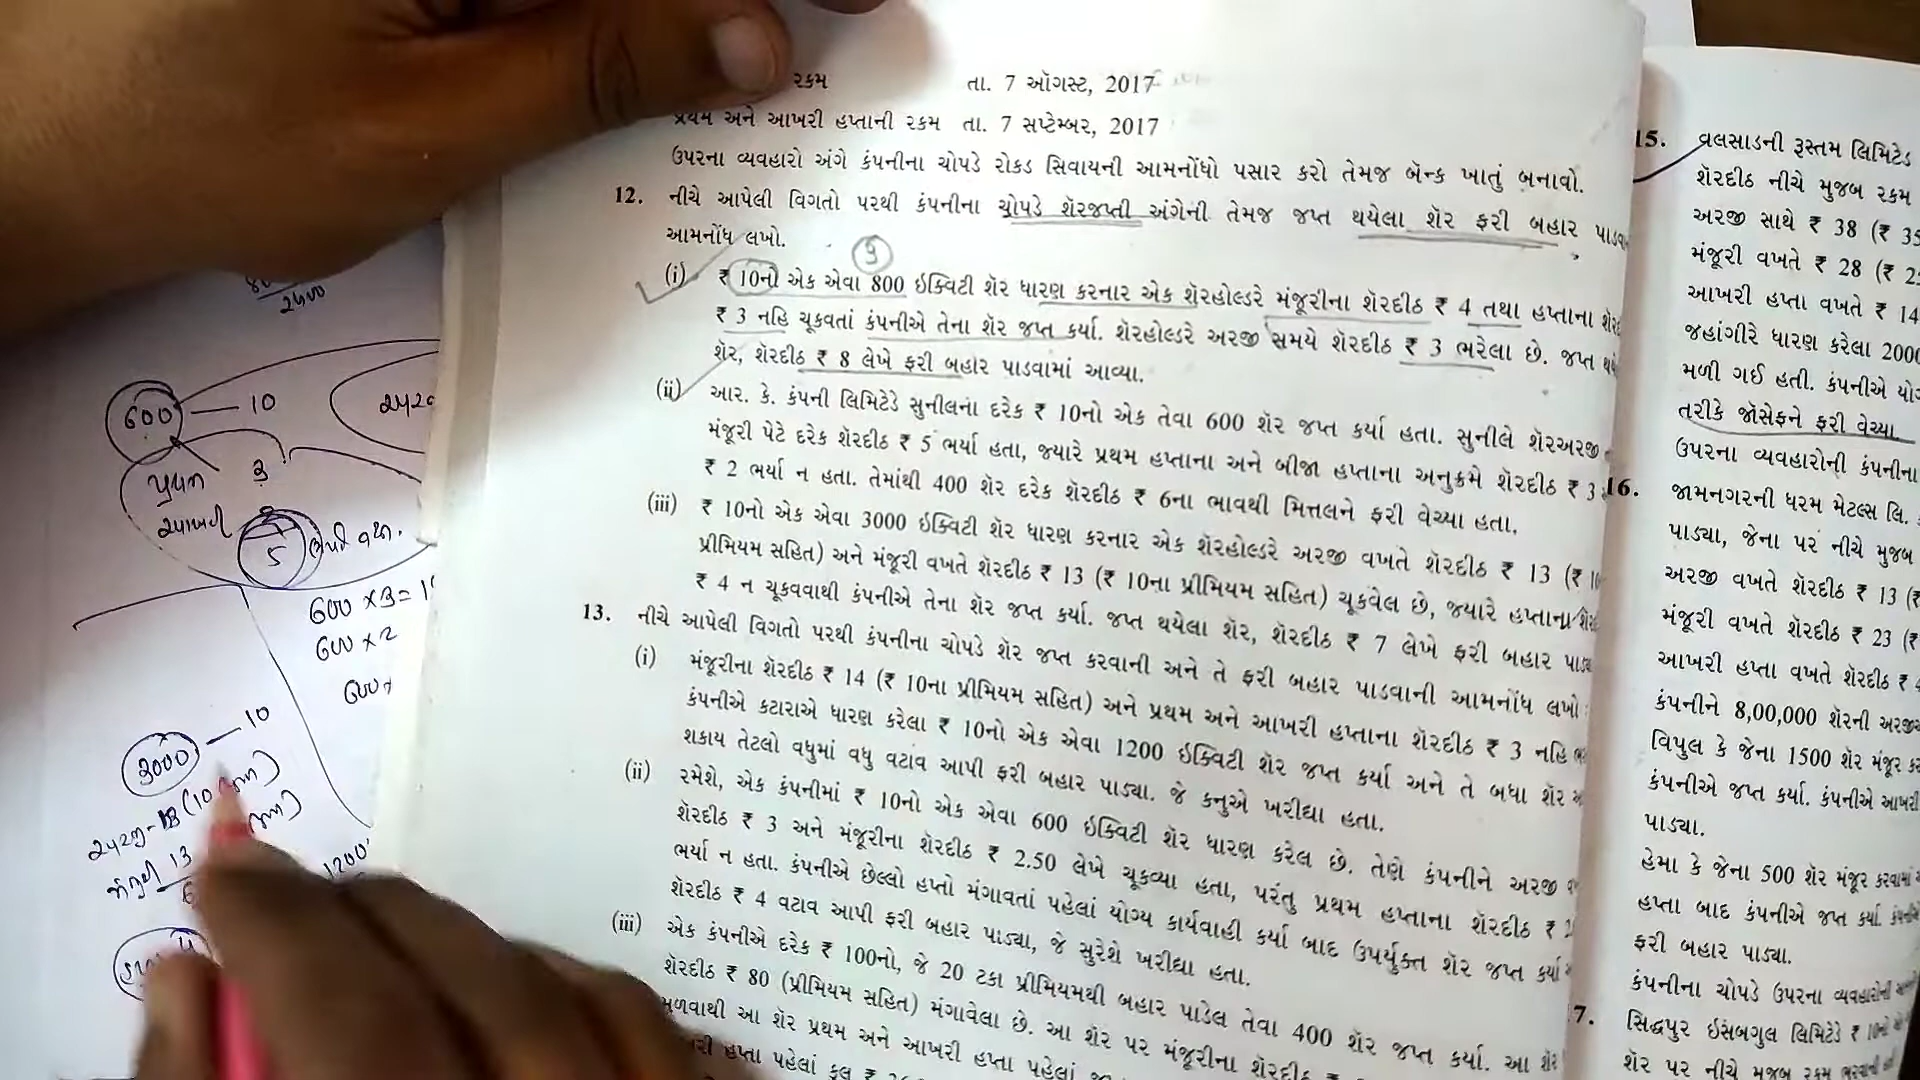 રકમ તા. 7 ઑગસ્ટ, 2017
પ્રથમ અને આખરી હપ્તાની રકમ તા. 7 સપ્ટેમ્બર, 2017
ઉપરના વ્યવહારો અંગે કંપનીના ચોપડે રોકડ સિવાયની આમનોંધો પસાર કરો તેમજ બૅન્ક ખાતું બનાવો.
12. નીચે આપેલી વિગતો પરથી કંપનીના ચોપડે શૅરજપ્તી અંગેની તેમજ જપ્ત થયેલા શૅર ફરી બહાર
આમનોંધ લખો.
(i) ₹ 10નો એક એવા 800 ઇક્વિટી શૅર ધારણ કરનાર એક શૅરહોલ્ડરે મંજૂરીના શૅરદીઠ ₹ 4 તથા હપ્તાના
₹ 3 નહિ ચૂકવતાં કંપનીએ તેના શૅર જપ્ત કર્યા. શૅરહોલ્ડરે અરજી સમયે શૅરદીઠ ₹ 3 ભરેલા છે. જપ્ત
શૅર, શૅરદીઠ ₹ 8 લેખે ફરી બહાર પાડવામાં આવ્યા.
(ii) આર. કે. કંપની લિમિટેડે સુનીલના દરેક ₹ 10નો એક તેવા 600 શૅર જપ્ત કર્યા હતા. સુનીલે શૅરઅરજી
મંજૂરી પેટે દરેક શૅરદીઠ ₹ 5 ભર્યા હતા, જ્યારે પ્રથમ હપ્તાના અને બીજા હપ્તાના અનુક્રમે શૅરદીઠ ₹ 3
₹ 2 ભર્યા ન હતા. તેમાંથી 400 શૅર દરેક શૅરદીઠ ₹ 6ના ભાવથી મિત્તલને ફરી વેચ્યા હતા.
(iii) ₹ 10નો એક એવા 3000 ઇક્વિટી શૅર ધારણ કરનાર એક શૅરહોલ્ડરે અરજી વખતે શૅરદીઠ ₹ 13 (₹ 10
પ્રીમિયમ સહિત) અને મંજૂરી વખતે શૅરદીઠ ₹ 13 (₹ 10ના પ્રીમિયમ સહિત) ચૂકવેલ છે, જ્યારે હપ્તાના
₹ 4 ન ચૂકવવાથી કંપનીએ તેના શૅર જપ્ત કર્યા. જપ્ત થયેલા શૅર, શૅરદીઠ ₹ 7 લેખે ફરી બહાર
13. નીચે આપેલી વિગતો પરથી કંપનીના ચોપડે શૅર જપ્ત કરવાની અને તે ફરી બહાર પાડવાની આમનોંધ લખો :
(i) મંજૂરીના શૅરદીઠ ₹ 14 (₹ 10ના પ્રીમિયમ સહિત) અને પ્રથમ અને આખરી હપ્તાના શૅરદીઠ ₹ 3 નહિ
કંપનીએ કટારાએ ધારણ કરેલા ₹ 10નો એક એવા 1200 ઇક્વિટી શૅર જપ્ત કર્યા અને તે બધા શૅર
શકાય તેટલો વધુમાં વધુ વટાવ આપી ફરી બહાર પાડ્યા. જે કનુએ ખરીદ્યા હતા.
(ii) રમેશે, એક કંપનીમાં ₹ 10નો એક એવા 600 ઇક્વિટી શૅર ધારણ કરેલ છે. તેણે કંપનીને અરજી
શૅરદીઠ ₹ 3 અને મંજૂરીના શૅરદીઠ ₹ 2.50 લેખે ચૂકવ્યા હતા, પરંતુ પ્રથમ હપ્તાના શૅરદીઠ ₹
ભર્યા ન હતા. કંપનીએ છેલ્લો હપ્તો મંગાવતાં પહેલાં યોગ્ય કાર્યવાહી કર્યા બાદ ઉપર્યુક્ત શૅર જપ્ત કર્યા
શૅરદીઠ ₹ 4 વટાવ આપી ફરી બહાર પાડ્યા, જે સુરેશે ખરીદ્યા હતા.
(iii) એક કંપનીએ દરેક ₹ 100નો, જે 20 ટકા પ્રીમિયમથી બહાર પાડેલ તેવા 400 શૅર જપ્ત કર્યા. આ શૅર
શૅરદીઠ ₹ 80 (પ્રીમિયમ સહિત) મંગાવેલા છે. આ શૅર પર મંજૂરીના શૅરદીઠ
મળવાથી આ શૅર પ્રથમ અને આખરી હપ્તા પહેલાં
હપ્તા પહેલાં કુલ ₹
15. વલસાડની રૂસ્તમ લિમિટેડે
શૅરદીઠ નીચે મુજબ રકમ
અરજી સાથે ₹ 38 (₹ 35
મંજૂરી વખતે ₹ 28 (₹
આખરી હપ્તા વખતે ₹ 14
જહાંગીરે ધારણ કરેલા 2000
મળી ગઈ હતી. કંપનીએ
તરીકે જૉસેફને ફરી વેચ્યા
ઉપરના વ્યવહારોની કંપનીના
16. જામનગરની ધરમ મેટલ્સ લિ.
પાડ્યા, જેના પર નીચે મુજબ
અરજી વખતે શૅરદીઠ ₹ 13 (₹
મંજૂરી વખતે શૅરદીઠ ₹ 23 (₹
આખરી હપ્તા વખતે શૅરદીઠ ₹
કંપનીને 8,00,000 શૅરની અરજી
વિપુલ કે જેના 1500 શૅર મંજૂર
કંપનીએ જપ્ત કર્યા. કંપનીએ આખરી
પાડ્યા.
હેમા કે જેના 500 શૅર મંજૂર કરવામાં
હપ્તા બાદ કંપનીએ જપ્ત કર્યા.
ફરી બહાર પાડ્યા.
કંપનીના ચોપડે ઉપરના વ્યવહારોની
7. સિદ્ધપુર ઇસબગુલ લિમિટેડે ₹
શૅર પર નીચે મુજબ રકમ
2400
600 — 10
પ્રથમ 3
આખરી 2
5
600 × 3 =
600 × 2
600 ×
3000 — 10
13
1200